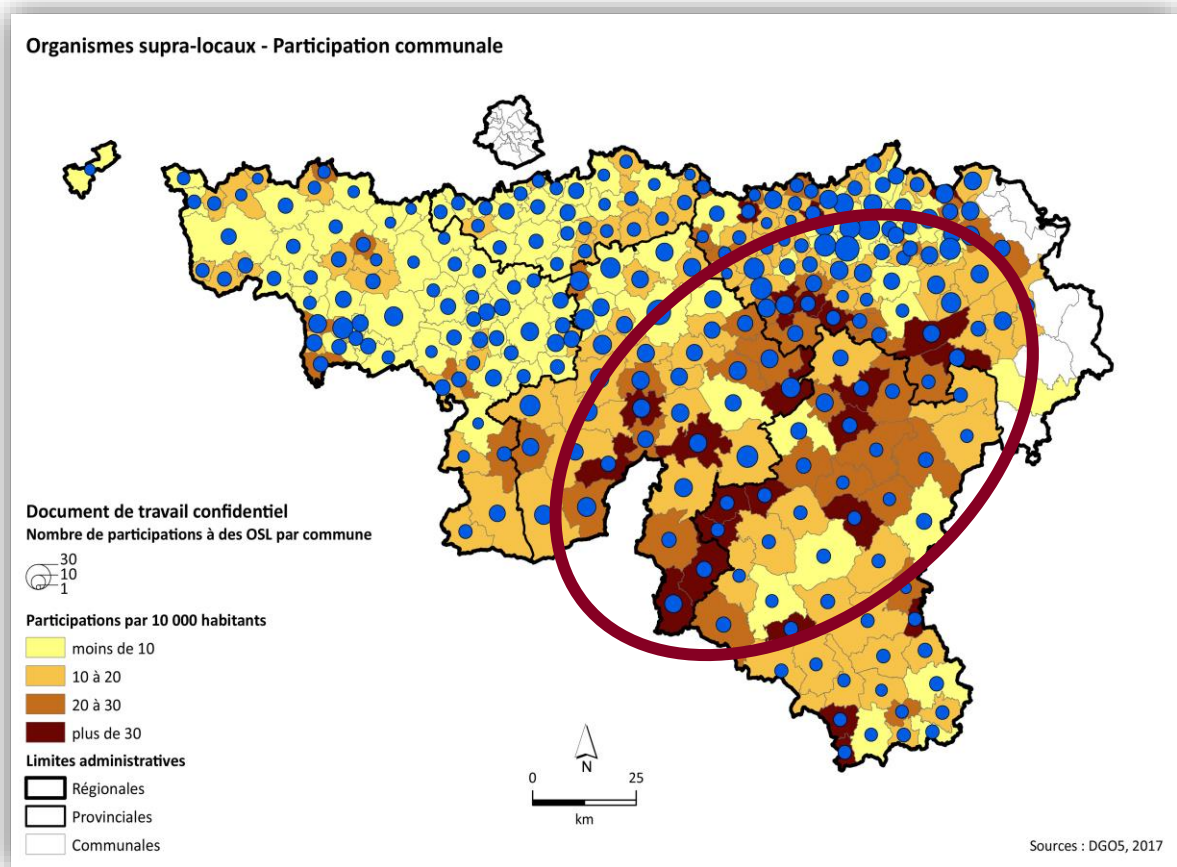 Organismes supra-locaux - Participation communale
Document de travail confidentiel
Nombre de participations à des OSL par commune
30
10
1
Participations par 10 000 habitants
moins de 10
10 à 20
20 à 30
plus de 30
Limites administratives
Régionales
Provinciales
Communales
N
0 25
km
Sources : DGO5, 2017